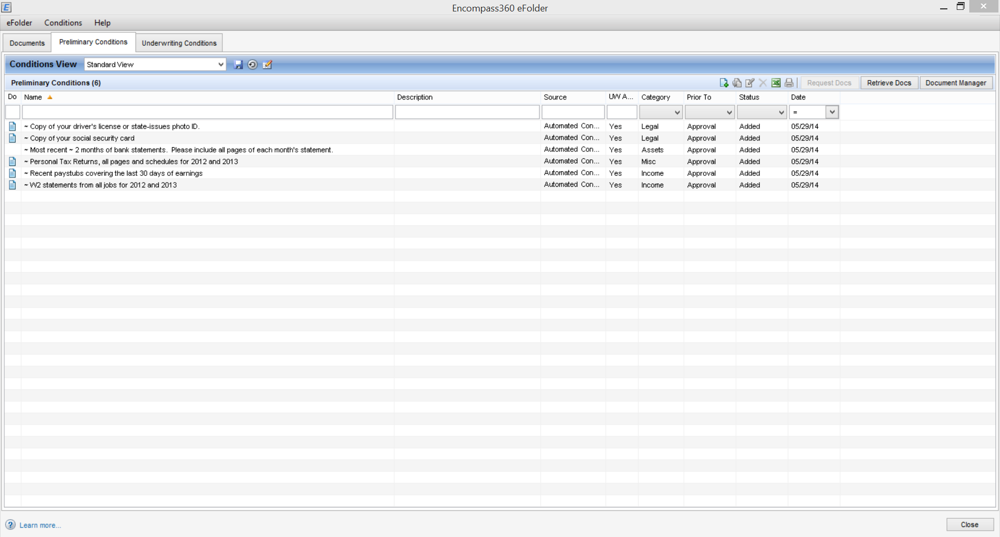 Encompass360 eFolder
eFolder Conditions Help
Documents Preliminary Conditions Underwriting Conditions
Conditions View Standard View
Preliminary Conditions (6) Request Docs Retrieve Docs Document Manager
Do Name Description Source UW A... Category Prior To Status Date
=
~ Copy of your driver's license or state-issues photo ID. Automated Con... Yes Legal Approval Added 05/29/14
~ Copy of your social security card Automated Con... Yes Legal Approval Added 05/29/14
~ Most recent ~ 2 months of bank statements.  Please include all pages of each month's statement. Automated Con... Yes Assets Approval Added 05/29/14
~ Personal Tax Returns, all pages and schedules for 2012 and 2013 Automated Con... Yes Misc Approval Added 05/29/14
~ Recent paystubs covering the last 30 days of earnings Automated Con... Yes Income Approval Added 05/29/14
~ W2 statements from all jobs for 2012 and 2013 Automated Con... Yes Income Approval Added 05/29/14
? Learn more... Close